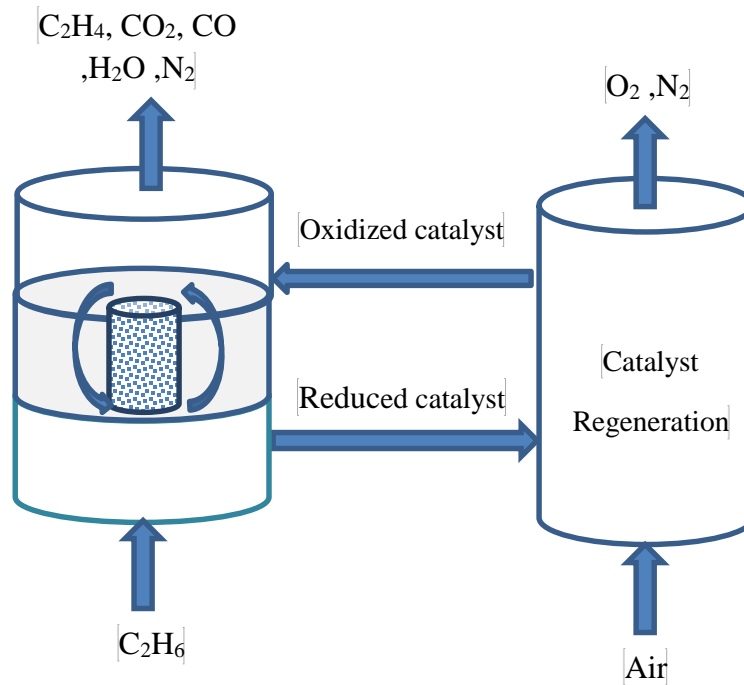 C₂H₄, CO₂, CO
,H₂O ,N₂
O₂ ,N₂
Oxidized catalyst
Catalyst
Regeneration
Reduced catalyst
C₂H₆
Air